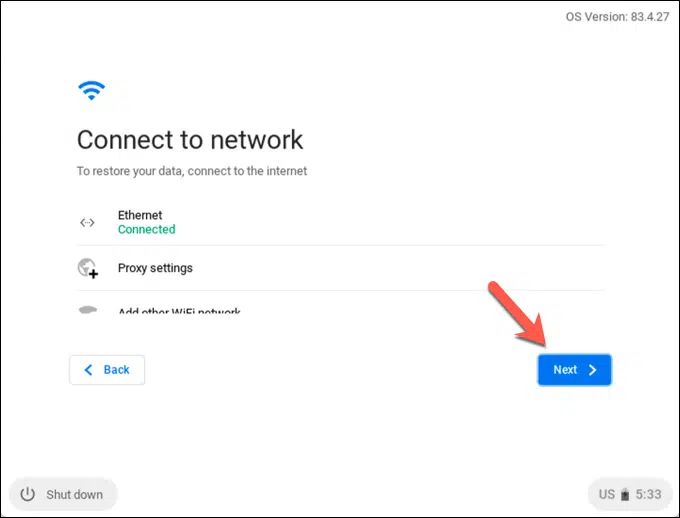 OS Version: 83.4.27
Connect to network
To restore your data, connect to the internet
Ethernet
Connected
Proxy settings
Add other WiFi network
Back
Next
Shut down
US 5:33